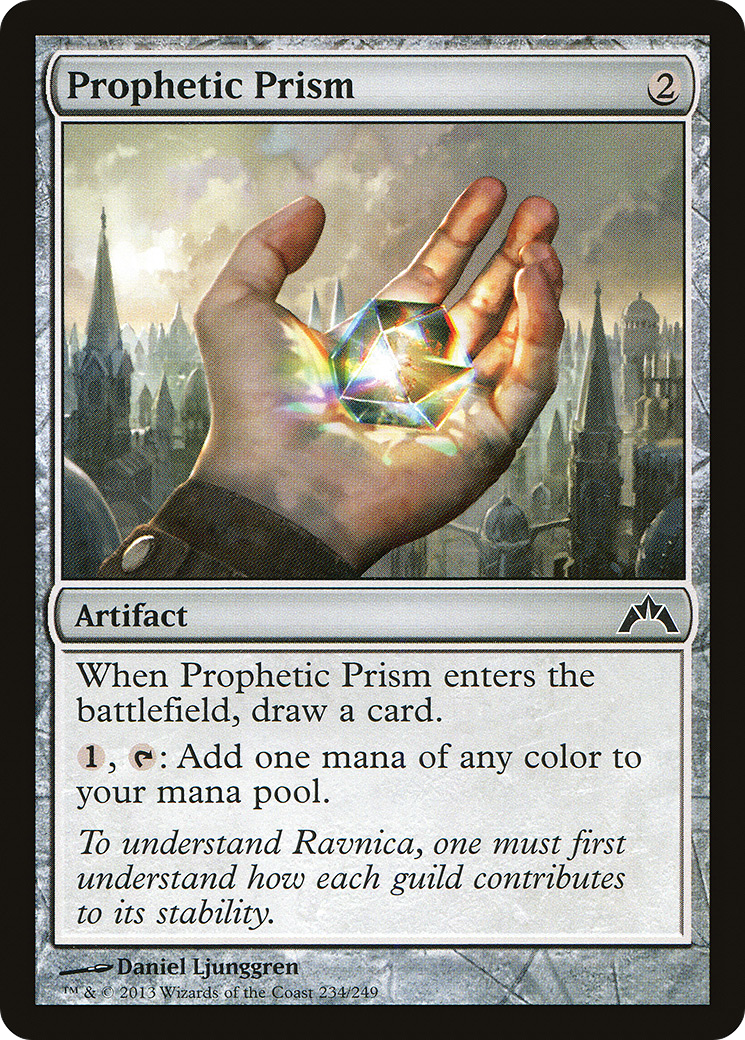 Prophetic Prism 2
Artifact
When Prophetic Prism enters the
battlefield, draw a card.
1, : Add one mana of any color to
your mana pool.
To understand Ravnica, one must first
understand how each guild contributes
to its stability.
Daniel Ljunggren
™ & © 2013 Wizards of the Coast 234/249